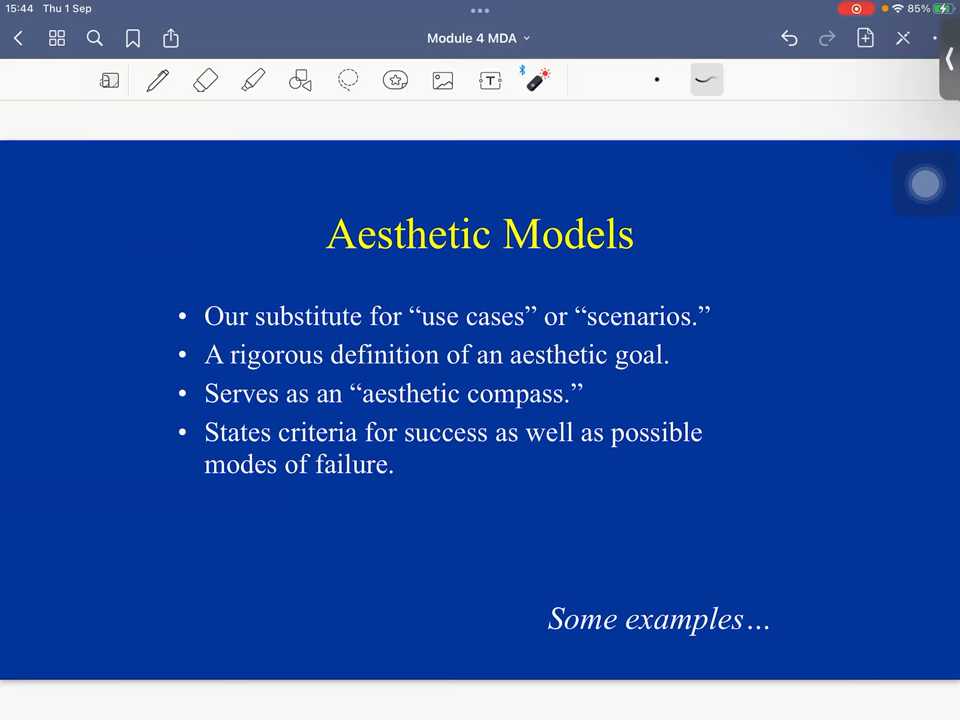 15:44 Thu 1 Sep
85%
Module 4 MDA
T
Aesthetic Models
• Our substitute for “use cases” or “scenarios.”
• A rigorous definition of an aesthetic goal.
• Serves as an “aesthetic compass.”
• States criteria for success as well as possible
modes of failure.
Some examples…